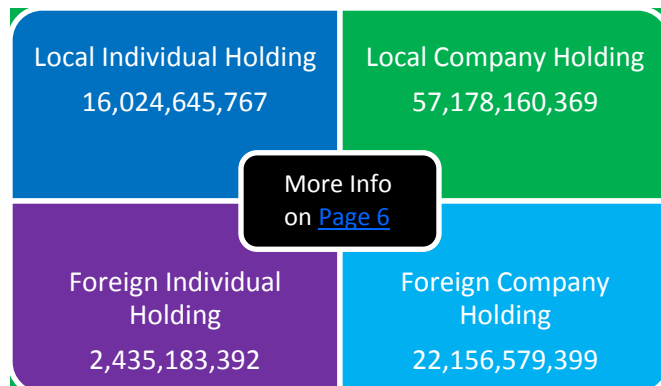 Local Individual Holding
16,024,645,767
Local Company Holding
57,178,160,369
More Info
on Page 6
Foreign Individual
Holding
2,435,183,392
Foreign Company
Holding
22,156,579,399